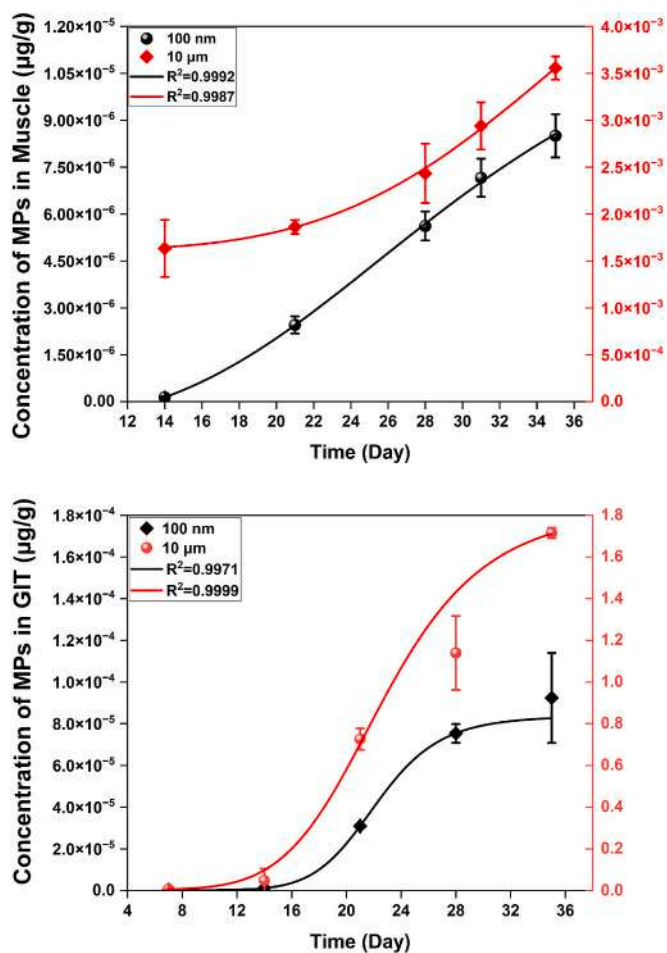 Concentration of MPs in Muscle (µg/g)
1.20×10⁻⁵
1.05×10⁻⁵
9.00×10⁻⁶
7.50×10⁻⁶
6.00×10⁻⁶
4.50×10⁻⁶
3.00×10⁻⁶
1.50×10⁻⁶
0.00
100 nm
10 µm
R²=0.9992
R²=0.9987
4.0×10⁻³
3.5×10⁻³
3.0×10⁻³
2.5×10⁻³
2.0×10⁻³
1.5×10⁻³
1.0×10⁻³
5.0×10⁻⁴
0.0
12 14 16 18 20 22 24 26 28 30 32 34 36
Time (Day)
Concentration of MPs in GIT (µg/g)
1.8×10⁻⁴
1.6×10⁻⁴
1.4×10⁻⁴
1.2×10⁻⁴
1.0×10⁻⁴
8.0×10⁻⁵
6.0×10⁻⁵
4.0×10⁻⁵
2.0×10⁻⁵
0.0
100 nm
10 µm
R²=0.9971
R²=0.9999
1.8
1.6
1.4
1.2
1.0
0.8
0.6
0.4
0.2
0.0
4 8 12 16 20 24 28 32 36
Time (Day)